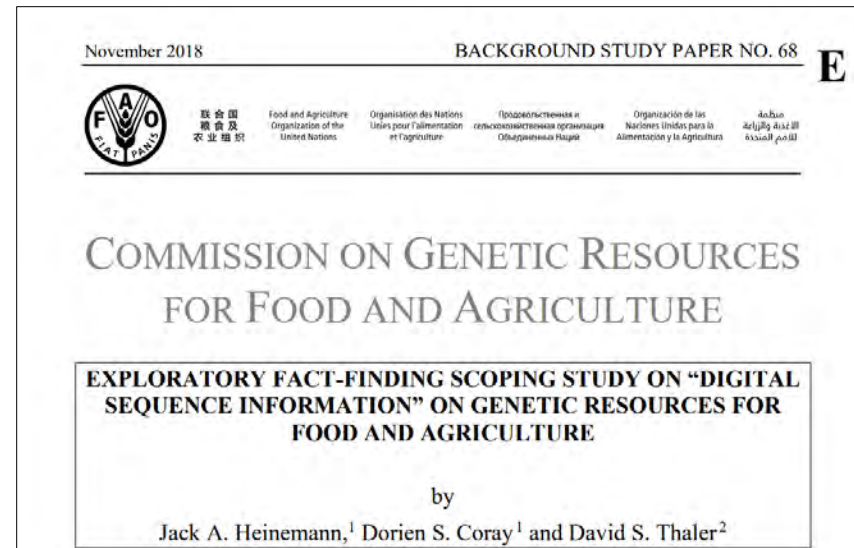 November 2018 BACKGROUND STUDY PAPER NO. 68 E
F A O
FIAT PANIS
联合国
粮食及
农业组织
Food and Agriculture
Organization of the
United Nations
Organisation des Nations
Unies pour l'alimentation
et l'agriculture
Продовольственная и
сельскохозяйственная организация
Объединенных Наций
Organización de las
Naciones Unidas para la
Alimentación y la Agricultura
منظمة
الأغذية والزراعة
للأمم المتحدة
COMMISSION ON GENETIC RESOURCES
FOR FOOD AND AGRICULTURE
EXPLORATORY FACT-FINDING SCOPING STUDY ON “DIGITAL
SEQUENCE INFORMATION” ON GENETIC RESOURCES FOR
FOOD AND AGRICULTURE
by
Jack A. Heinemann,1 Dorien S. Coray1 and David S. Thaler2